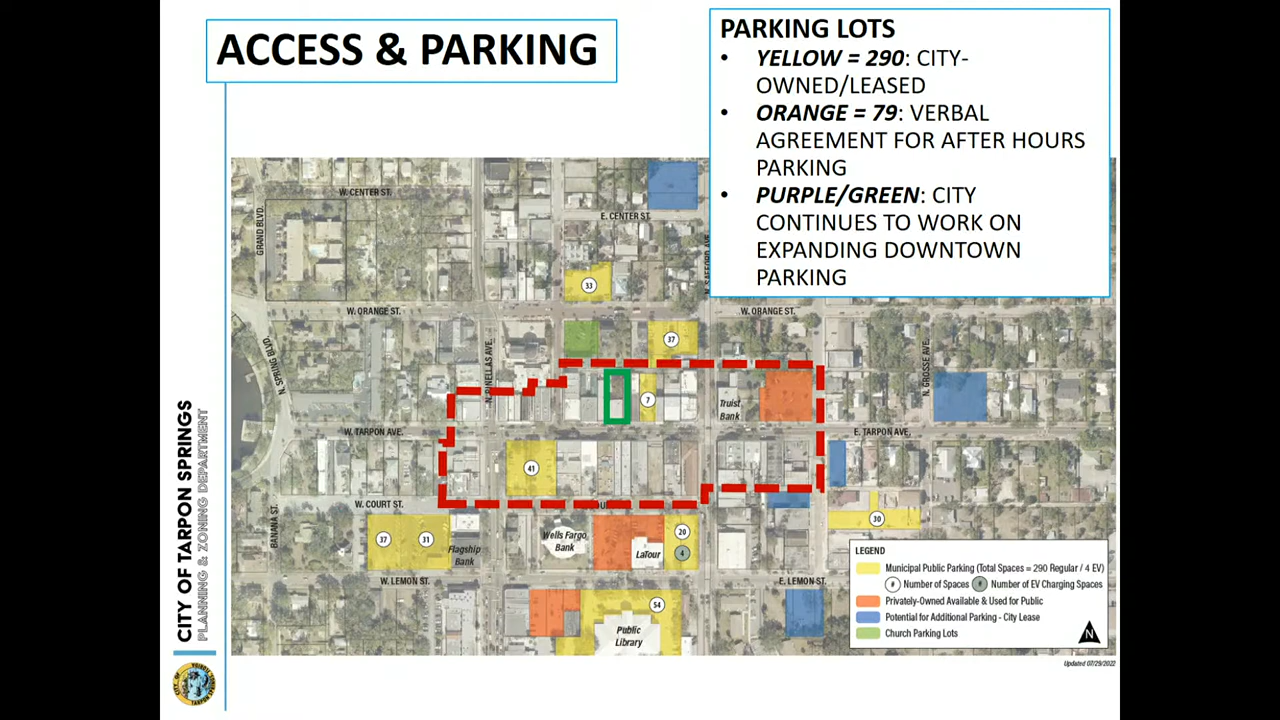 ACCESS & PARKING
PARKING LOTS
• YELLOW = 290: CITY-
OWNED/LEASED
• ORANGE = 79: VERBAL
AGREEMENT FOR AFTER HOURS
PARKING
• PURPLE/GREEN: CITY
CONTINUES TO WORK ON
EXPANDING DOWNTOWN
PARKING
W. CENTER ST.
E. CENTER ST.
GRAND BLVD.
33
W. ORANGE ST.
W. ORANGE ST.
N. SPRING BLVD.
N. PINELLAS AVE.
37
N. GROSSE AVE.
7
Truist
Bank
W. TARPON AVE.
E. TARPON AVE.
41
W. COURT ST.
BANANA ST.
37
31
Flagship
Bank
Wells Fargo
Bank
LaTour
20
4
30
W. LEMON ST.
E. LEMON ST.
54
Public
Library
LEGEND
Municipal Public Parking (Total Spaces = 290 Regular / 4 EV)
# Number of Spaces # Number of EV Charging Spaces
Privately-Owned Available & Used for Public
Potential for Additional Parking - City Lease
Church Parking Lots
N
Updated 07/29/2022
CITY OF TARPON SPRINGS
PLANNING & ZONING DEPARTMENT